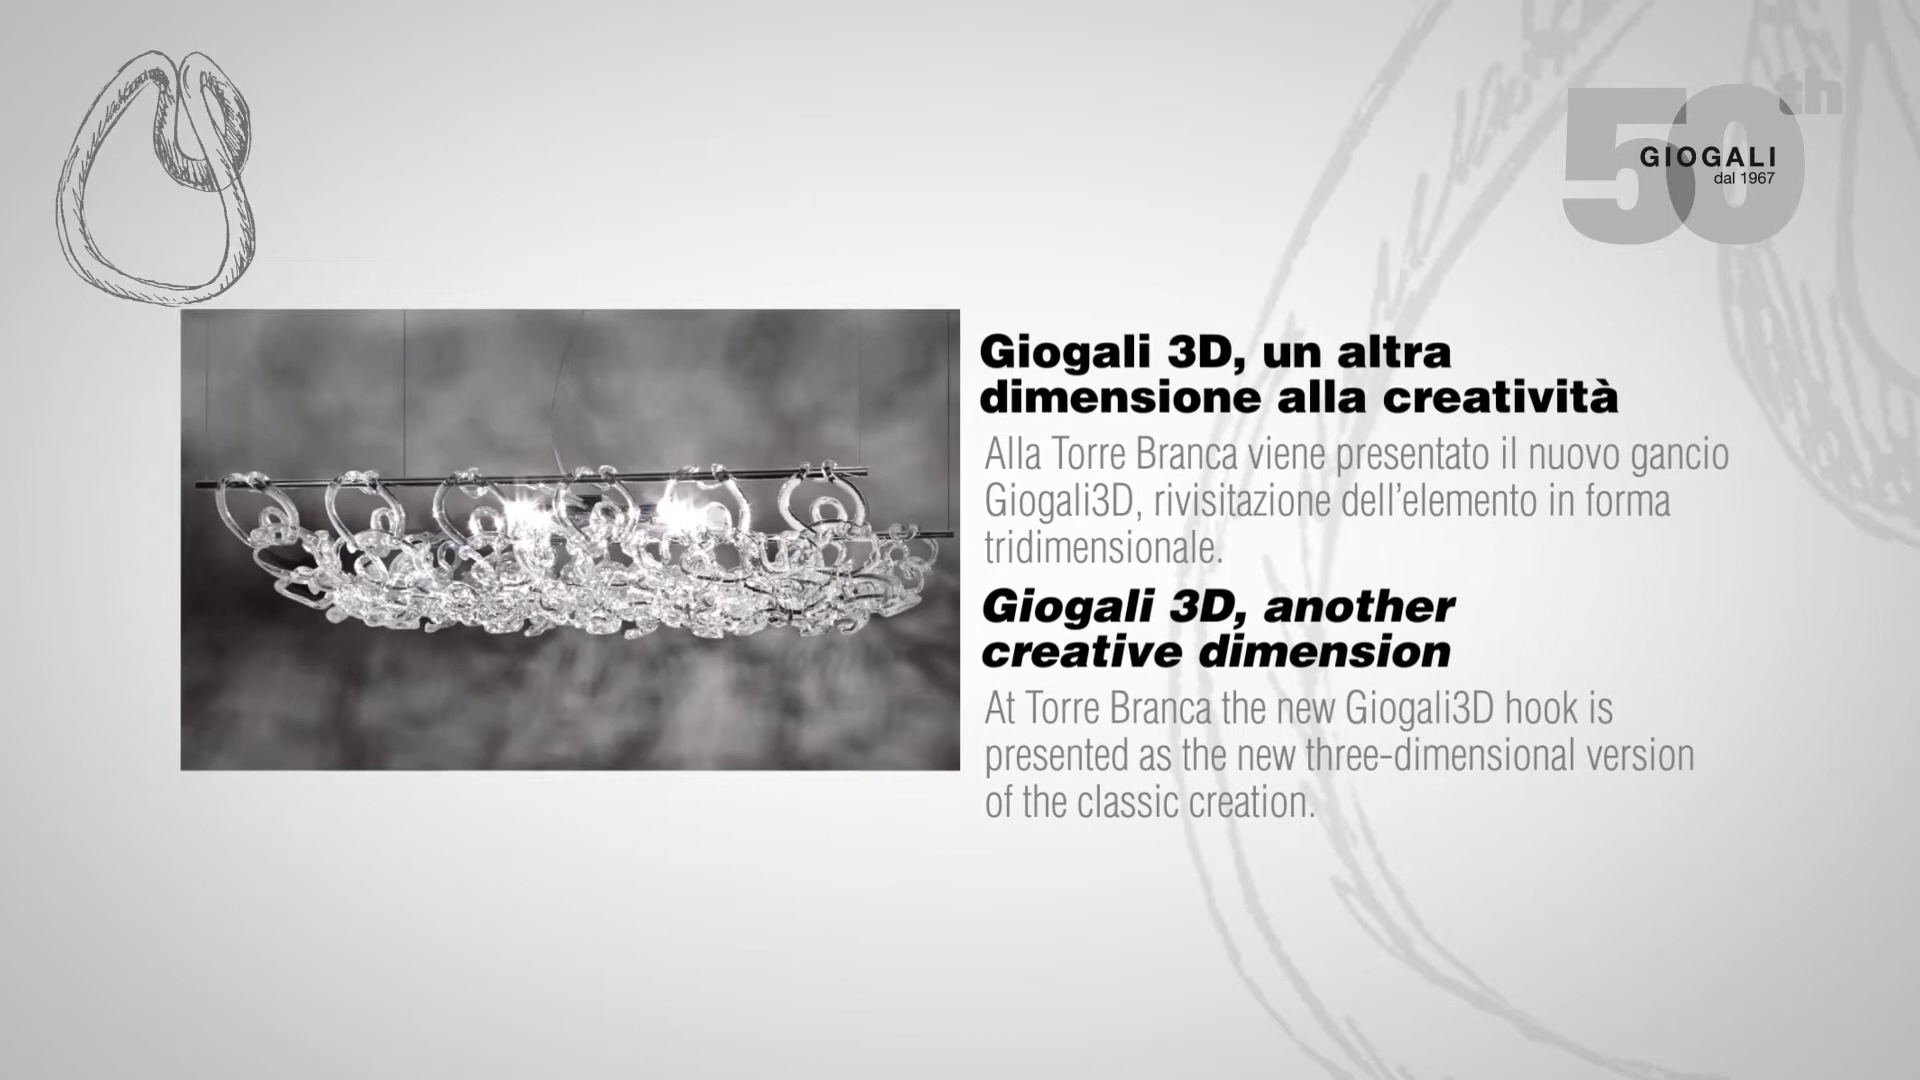 50th
GIOGALI
dal 1967
Giogali 3D, un altra
dimensione alla creatività
Alla Torre Branca viene presentato il nuovo gancio
Giogali3D, rivisitazione dell’elemento in forma
tridimensionale.
Giogali 3D, another
creative dimension
At Torre Branca the new Giogali3D hook is
presented as the new three-dimensional version
of the classic creation.